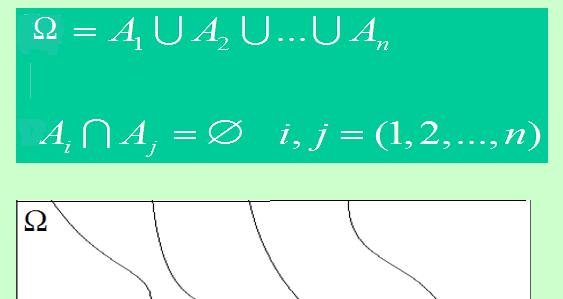 Ω = A₁ ∪ A₂ ∪ ... ∪ Aₙ
Aᵢ ∩ Aⱼ = ∅ i, j = (1, 2, ..., n)
Ω